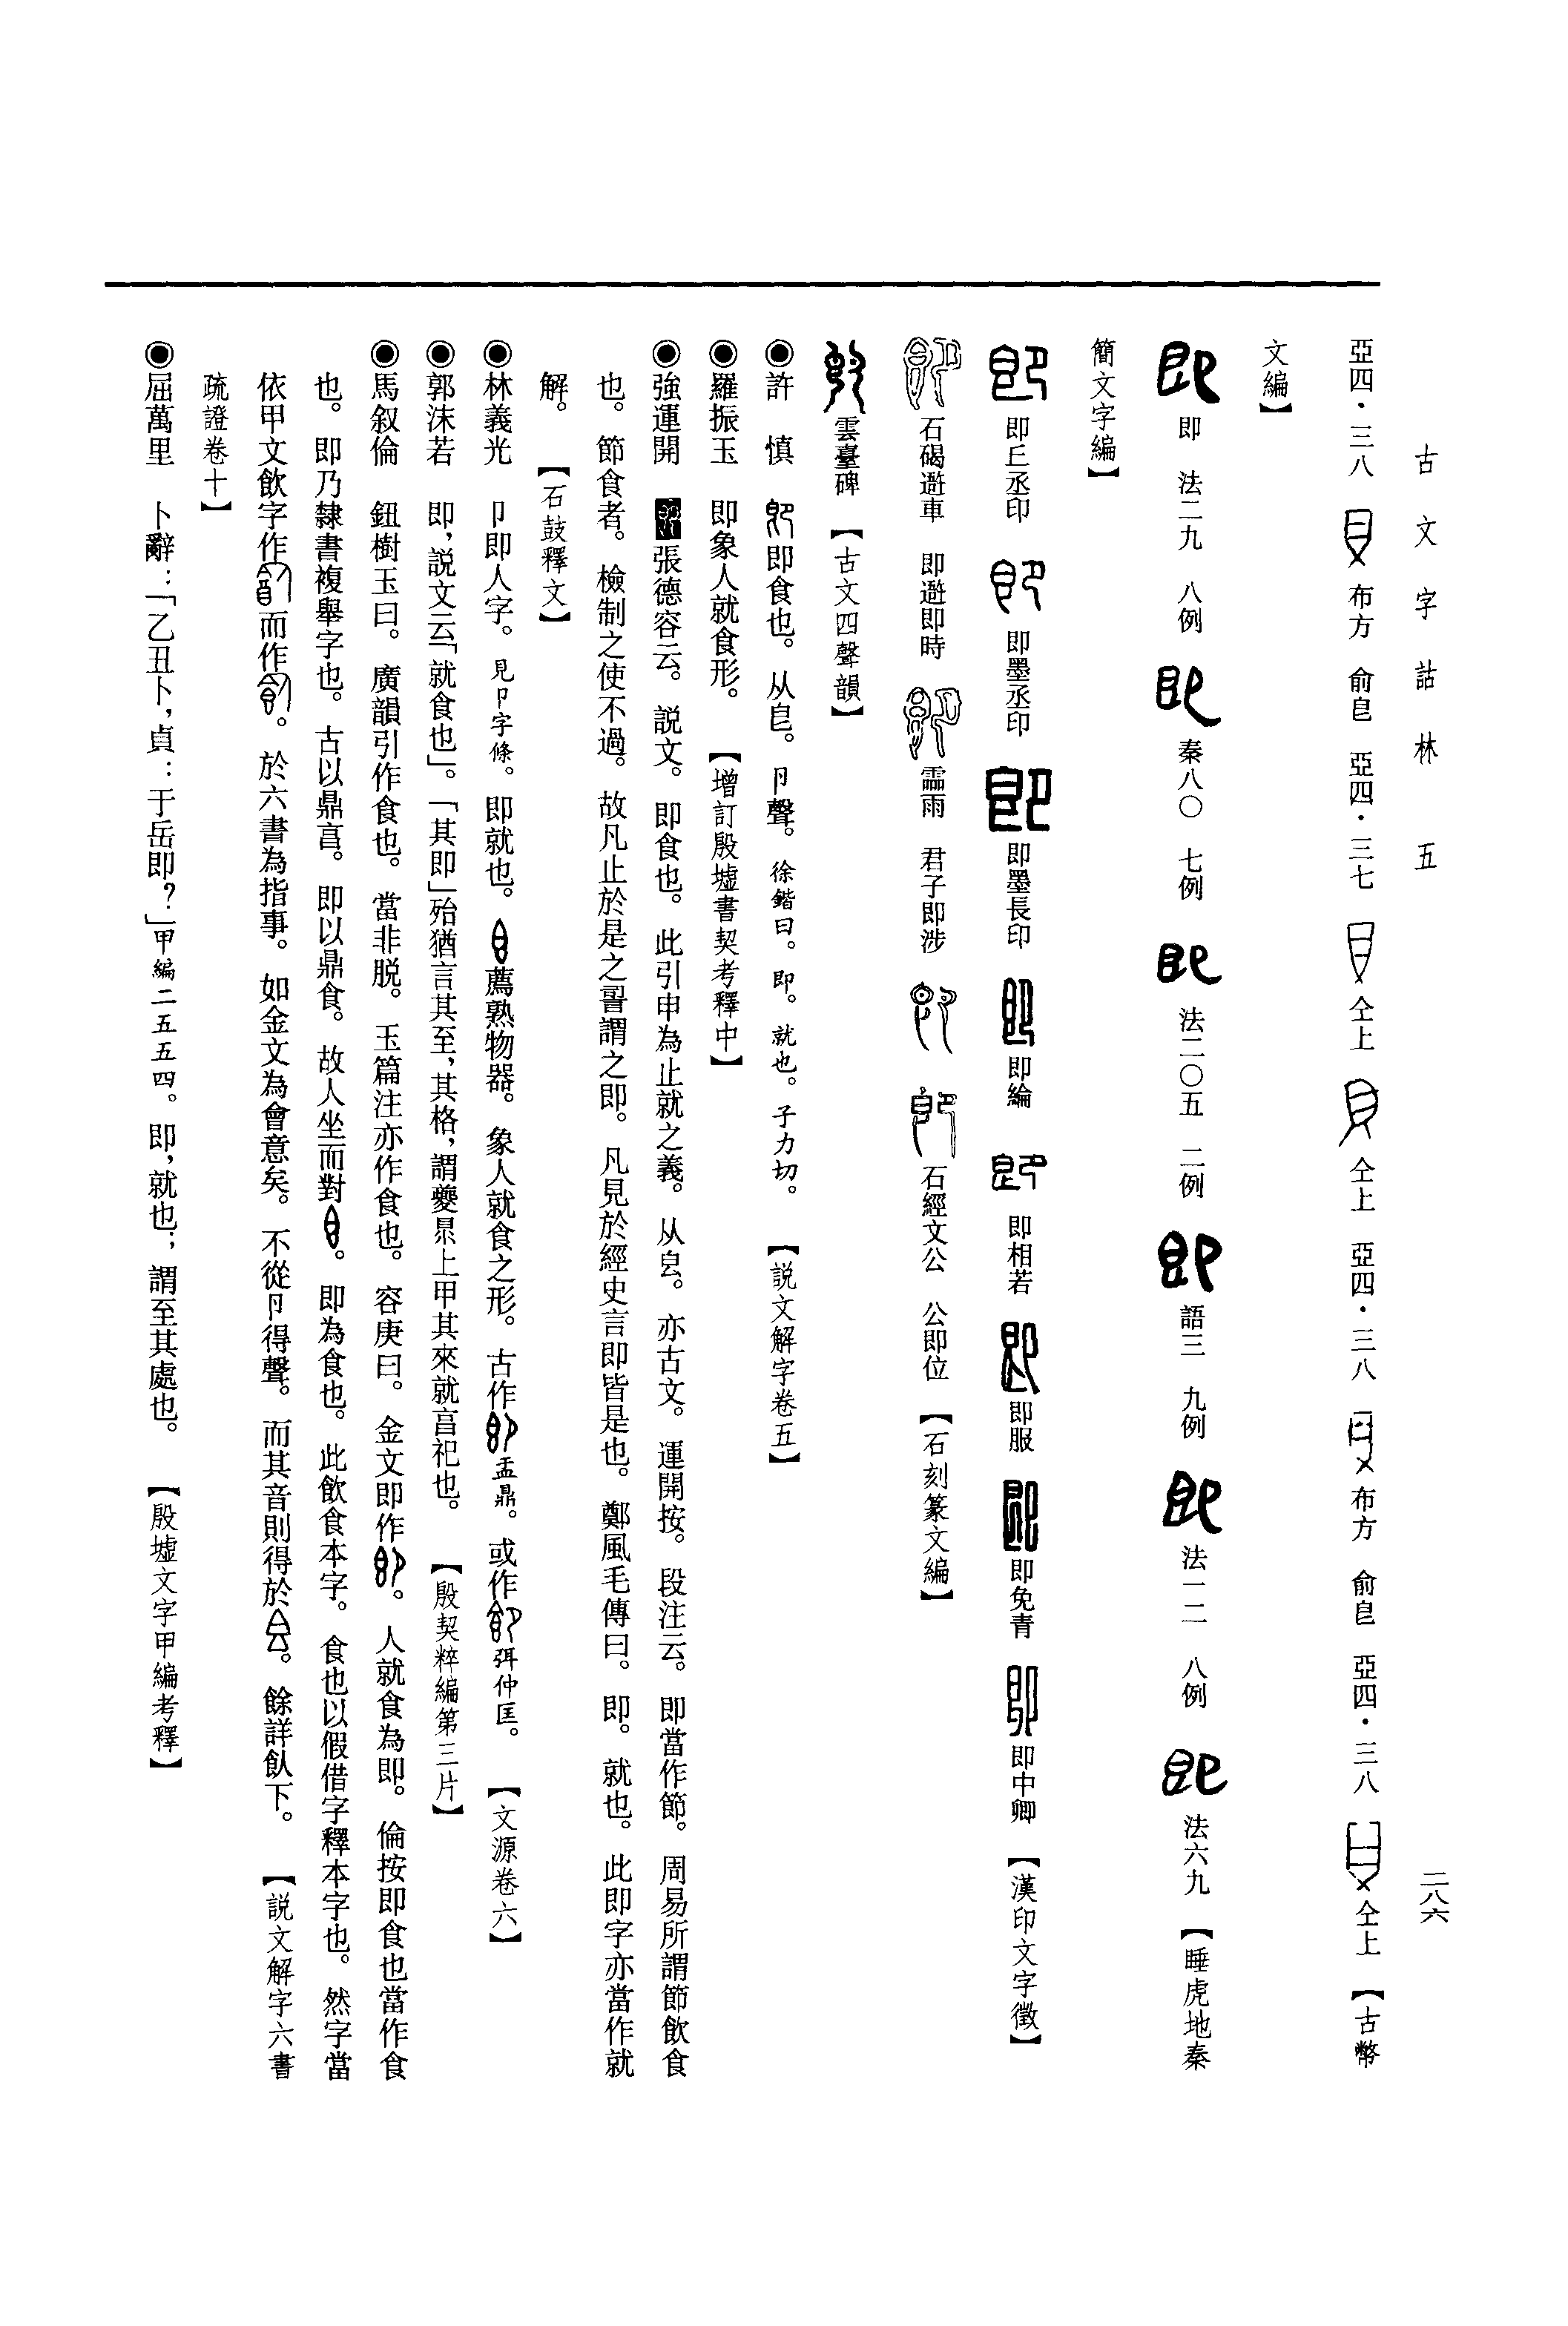 古文字詁林 五
二八六
亞四·三八 布方 俞皀 亞四·三七 仝上 仝上 亞四·三八 布方 俞皀 亞四·三八 仝上 【古幣
文編】
即 法二九 八例 秦八〇 七例 法二〇五 二例 語三 九例 法一二 八例 法六九 【睡虎地秦
簡文字編】
即丘丞印 即墨丞印 即墨長印 即綸 即相若 即服 即免青 即中卿 【漢印文字徵】
石碣遊車 即遊即時 霝雨 君子即涉 石經文公 公即位 【石刻篆文編】
雲臺碑 【古文四聲韻】
◉許 慎 即食也。从皀。卪聲。徐鍇曰。即。就也。子力切。 【説文解字卷五】
◉羅振玉 即象人就食形。 【增訂殷墟書契考釋中】
◉強運開 張德容云。説文。即食也。此引申為止就之義。从皀。亦古文。運開按。段注云。即當作節。周易所謂節飲食
也。節食者。檢制之使不過。故凡止於是之䛐謂之即。凡見於經史言即皆是也。鄭風毛傳曰。即。就也。此即字亦當作就
解。 【石鼓釋文】
◉林義光 卩即人字。見卩字條。即就也。薦熟物器。象人就食之形。古作盂鼎。或作弭仲匡。 【文源卷六】
◉郭沫若 即,説文云「就食也」。「其即」殆猶言其至,其格,謂夒眔上甲其來就亯祀也。 【殷契粹編第三片】
◉馬叙倫 鈕樹玉曰。廣韻引作食也。當非脱。玉篇注亦作食也。容庚曰。金文即作。人就食為即。倫按即食也當作食
也。即乃隸書複舉字也。古以鼎亯。即以鼎食。故人坐而對。即為食也。此飲食本字。食也以假借字釋本字也。然字當
依甲文飲字作而作。於六書為指事。如金文為會意矣。不從卪得聲。而其音則得於亼。餘詳飤下。 【説文解字六書
疏證卷十】
◉屈萬里 卜辭:「乙丑卜,貞:于岳即?」甲編二五五四。即,就也;謂至其處也。 【殷墟文字甲編考釋】